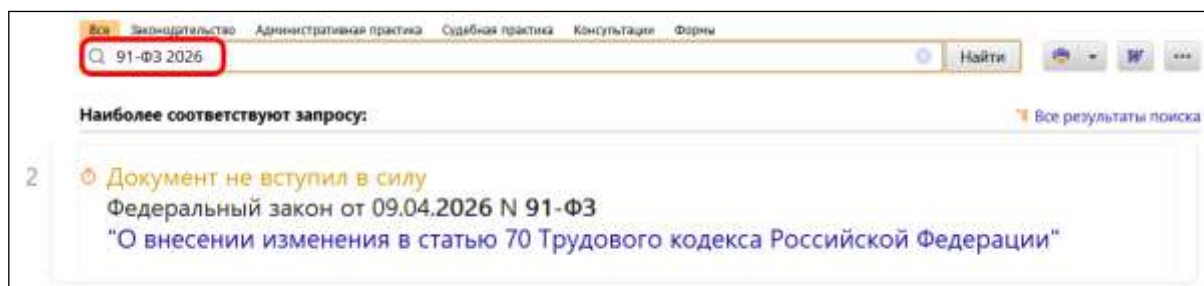 Все Законодательство Административная практика Судебная практика Консультации Формы
91-ФЗ 2026 Найти W
Наиболее соответствуют запросу: Все результаты поиска
2 Документ не вступил в силу
Федеральный закон от 09.04.2026 N 91-ФЗ
"О внесении изменения в статью 70 Трудового кодекса Российской Федерации"